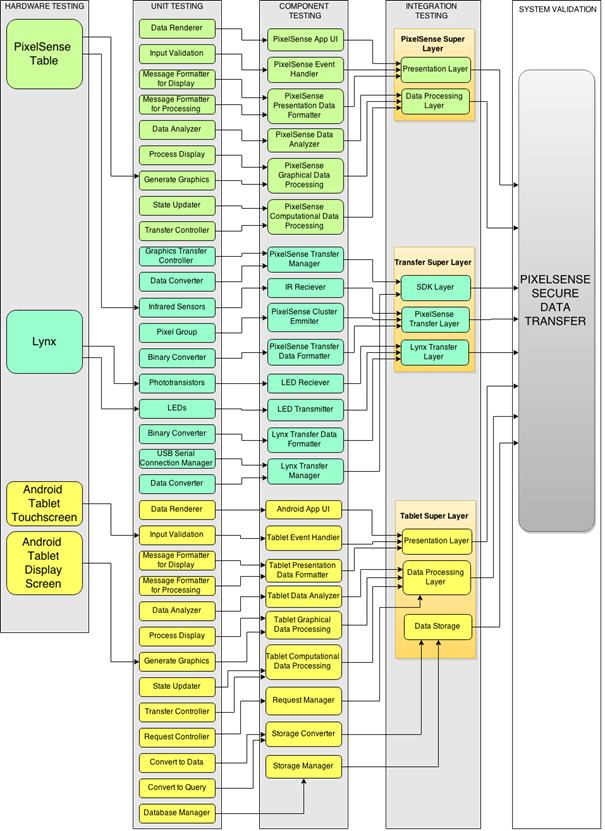 HARDWARE TESTING
UNIT TESTING
COMPONENT
TESTING
INTEGRATION
TESTING
SYSTEM VALIDATION
PixelSense
Table
Lynx
Android
Tablet
Touchscreen
Android
Tablet
Display
Screen
Data Renderer
Input Validation
Message Formatter
for Display
Message Formatter
for Processing
Data Analyzer
Process Display
Generate Graphics
State Updater
Transfer Controller
Graphics Transfer
Controller
Data Converter
Infrared Sensors
Pixel Group
Binary Converter
Phototransistors
LEDs
Binary Converter
USB Serial
Connection Manager
Data Converter
Data Renderer
Input Validation
Message Formatter
for Display
Message Formatter
for Processing
Data Analyzer
Process Display
Generate Graphics
State Updater
Transfer Controller
Request Controller
Convert to Data
Convert to Query
Database Manager
PixelSense App UI
PixelSense Event
Handler
PixelSense
Presentation Data
Formatter
PixelSense Data
Analyzer
PixelSense
Graphical Data
Processing
PixelSense
Computational Data
Processing
PixelSense Transfer
Manager
IR Reciever
PixelSense Cluster
Emmiter
PixelSense Transfer
Data Formatter
LED Reciever
LED Transmitter
Lynx Transfer Data
Formatter
Lynx Transfer
Manager
Android App UI
Tablet Event Handler
Tablet Presentation
Data Formatter
Tablet Data Analyzer
Tablet Graphical
Data Processing
Tablet Computational
Data Processing
Request Manager
Storage Converter
Storage Manager
PixelSense Super
Layer
Presentation Layer
Data Processing
Layer
Transfer Super Layer
SDK Layer
PixelSense
Transfer Layer
Lynx Transfer
Layer
Tablet Super Layer
Presentation Layer
Data Processing
Layer
Data Storage
PIXELSENSE
SECURE
DATA
TRANSFER